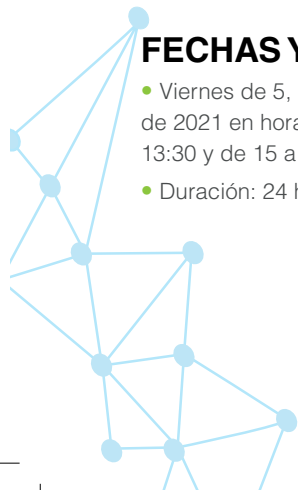 FECHAS Y
• Viernes de 5,
de 2021 en hora
13:30 y de 15 a
• Duración: 24 h